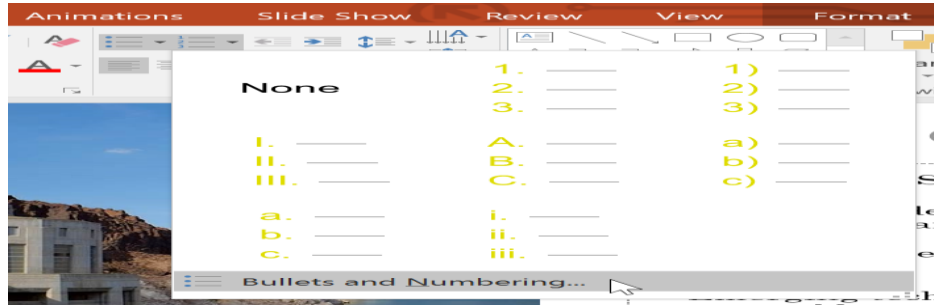 Animations Slide Show Review View Format
None
1.
2.
3.
1)
2)
3)
I.
II.
III.
A.
B.
C.
a)
b)
c)
a.
b.
c.
i.
ii.
iii.
Bullets and Numbering...